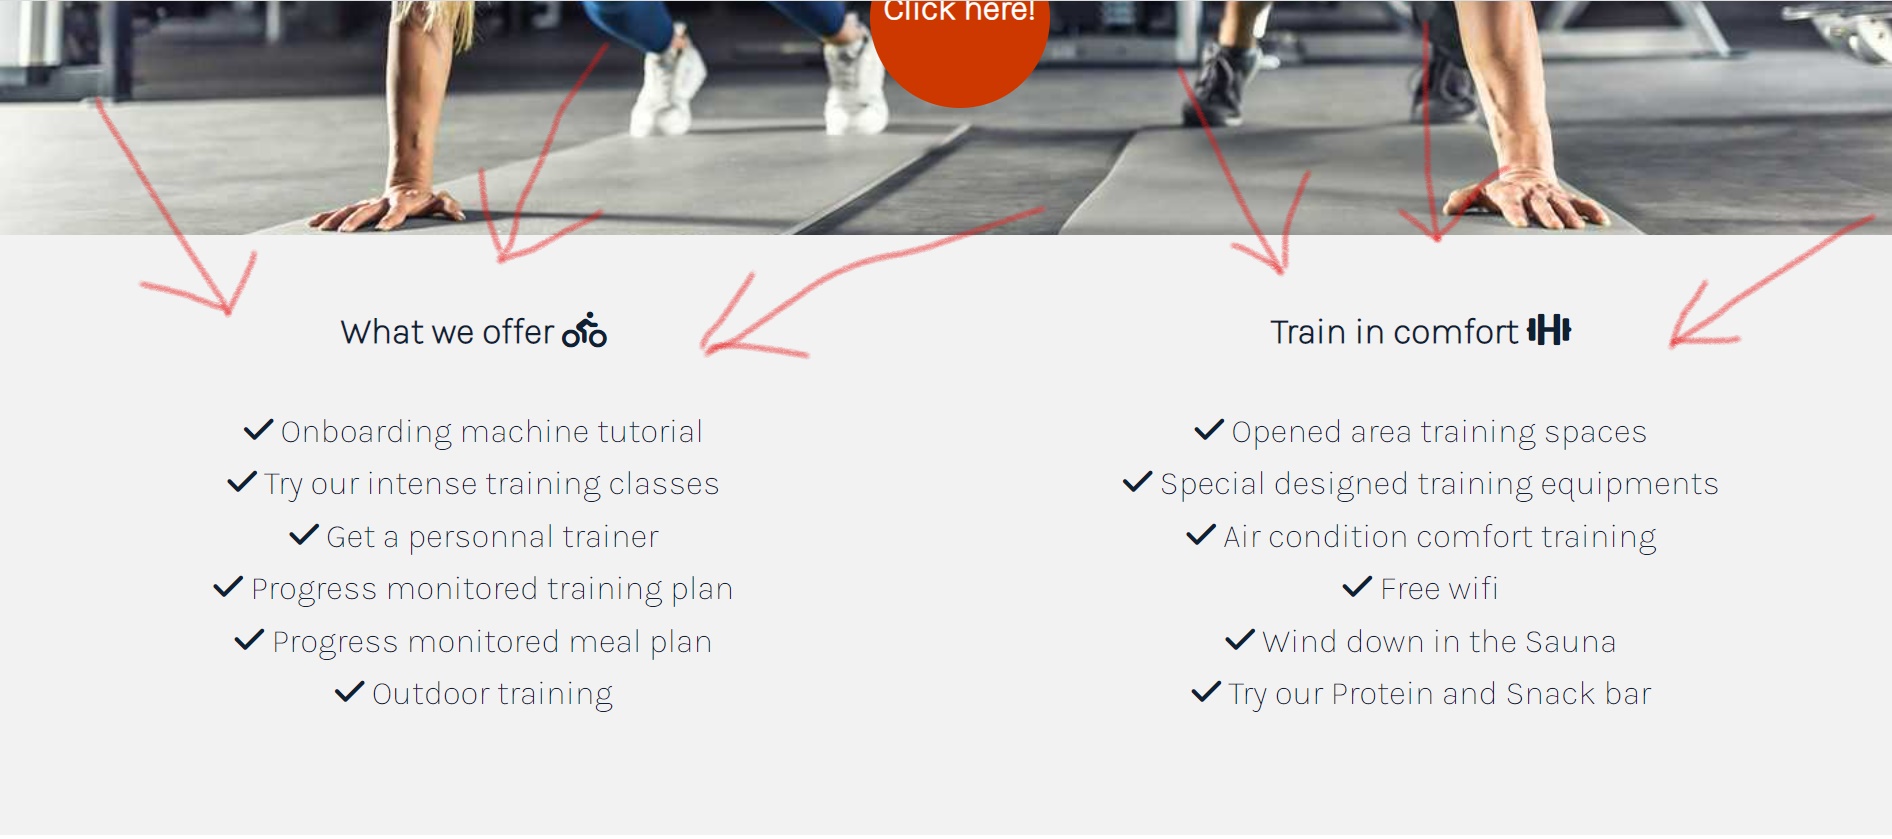 Click here!
What we offer
Onboarding machine tutorial
Try our intense training classes
Get a personnal trainer
Progress monitored training plan
Progress monitored meal plan
Outdoor training
Train in comfort
Opened area training spaces
Special designed training equipments
Air condition comfort training
Free wifi
Wind down in the Sauna
Try our Protein and Snack bar